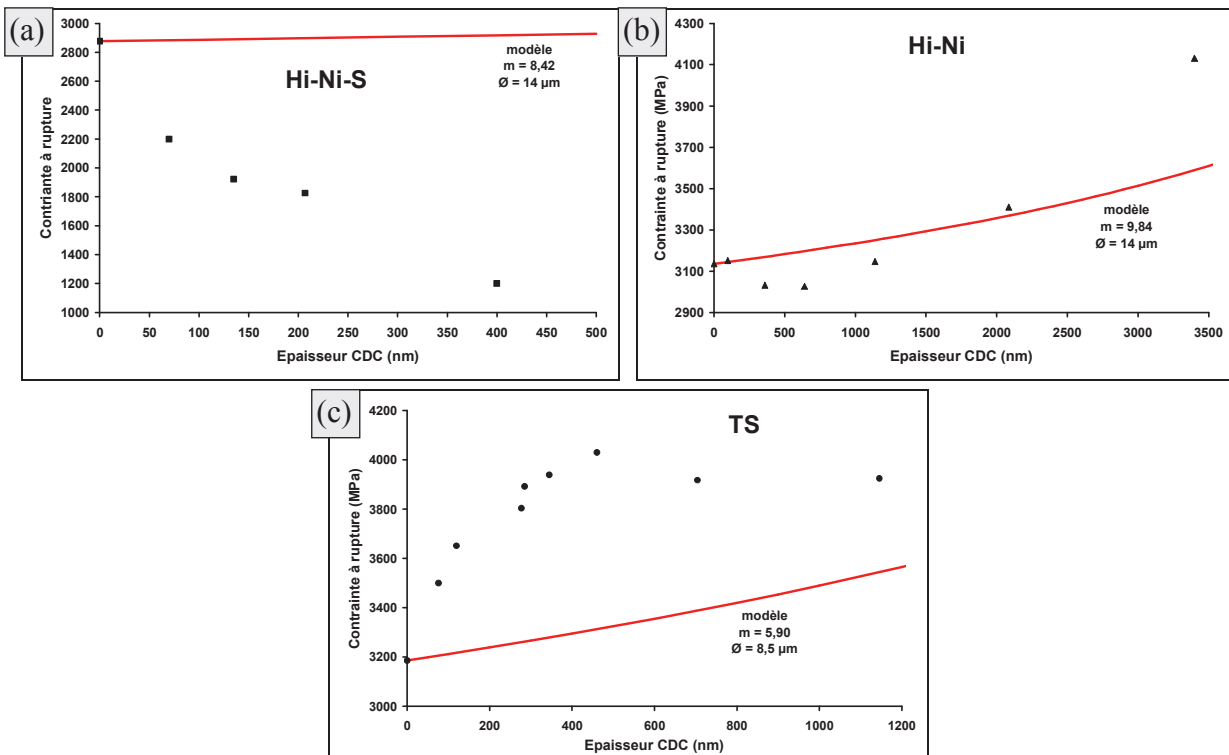 (a)
Contriante à rupture
3000
2800
2600
2400
2200
2000
1800
1600
1400
1200
1000
Hi-Ni-S
modèle
m = 8,42
Ø = 14 µm
0 50 100 150 200 250 300 350 400 450 500
Epaisseur CDC (nm)
(b)
Contrainte à rupture (MPa)
4300
4100
3900
3700
3500
3300
3100
2900
Hi-Ni
modèle
m = 9,84
Ø = 14 µm
0 500 1000 1500 2000 2500 3000 3500
Epaisseur CDC (nm)
(c)
Contrainte à rupture (MPa)
4200
4000
3800
3600
3400
3200
3000
TS
modèle
m = 5,90
Ø = 8,5 µm
0 200 400 600 800 1000 1200
Epaisseur CDC (nm)